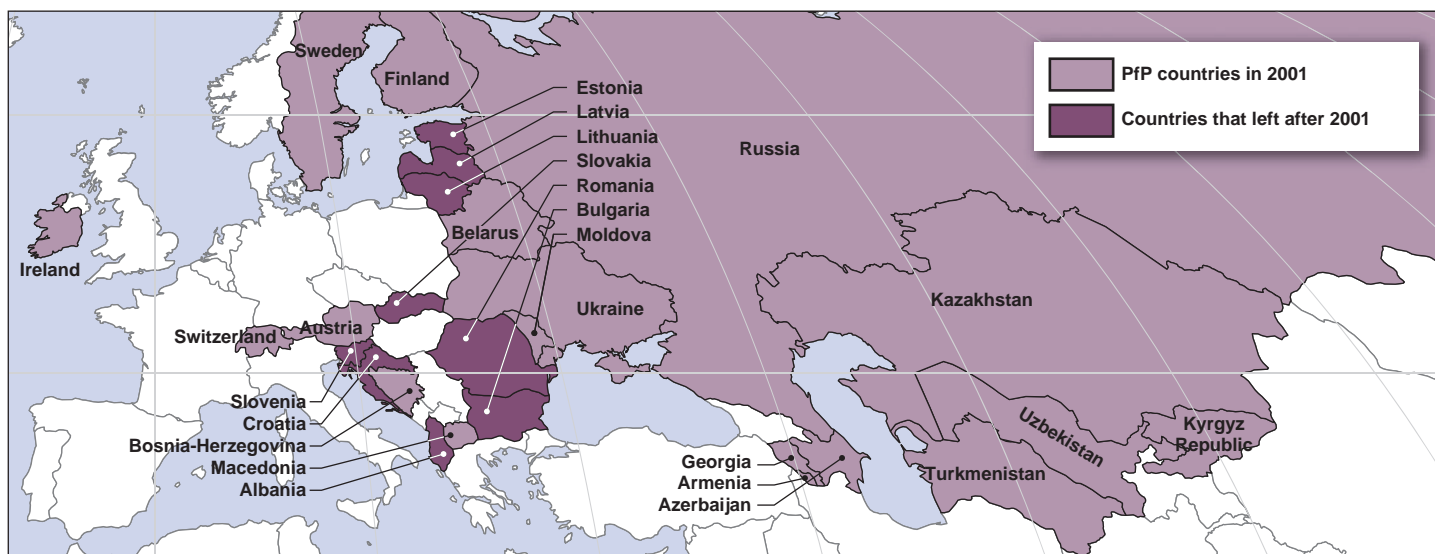 Sweden
Finland
Estonia
Latvia
Lithuania
Slovakia
Romania
Bulgaria
Moldova
Russia
PfP countries in 2001
Countries that left after 2001
Belarus
Ireland
Ukraine
Kazakhstan
Switzerland
Austria
Slovenia
Croatia
Bosnia-Herzegovina
Macedonia
Albania
Georgia
Armenia
Azerbaijan
Turkmenistan
Uzbekistan
Kyrgyz
Republic